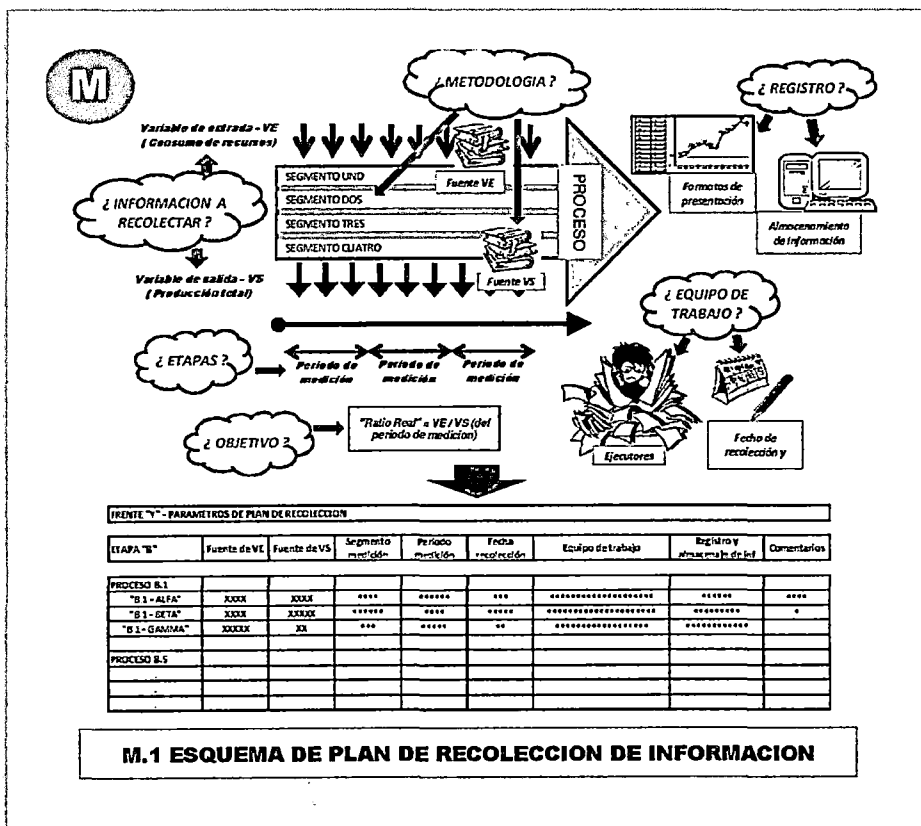 M
¿ METODOLOGIA ?
¿ REGISTRO ?
Variable de entrada - VE
( Consumo de recursos)
¿ INFORMACION A
RECOLECTAR ?
Variable de salida - VS
( Producción total)
SEGMENTO UNO
SEGMENTO DOS
SEGMENTO TRES
SEGMENTO CUATRO
Fuente VE
Fuente VS
PROCESO
Formatos de
presentación
Almacenamiento
de información
¿ EQUIPO DE
TRABAJO ?
¿ ETAPAS ?
Periodo de
medición
Periodo de
medición
Periodo de
medición
¿ OBJETIVO ?
"Ratio Real" = VE / VS (del
periodo de medicion)
Ejecutores
Fecha de
recolección y
FRENTE "Y" - PARAMETROS DE PLAN DE RECOLECCION
ETAPA "B" Fuente de VE Fuente de VS Segmento medición Periodo medición Fecha recolección Equipo de trabajo Registro y almacenaje de inf Comentarios
PROCESO B.1
"B 1 - ALFA" XXXX XXXX **** ****** *** ******************** ****** ****
"B 1 - BETA" XXXX XXXXX ****** **** ***** ******************** ********* *
"B 1 - GAMMA" XXXXX XX *** ***** ** ******************* ************
PROCESO B.5
M.1 ESQUEMA DE PLAN DE RECOLECCION DE INFORMACION